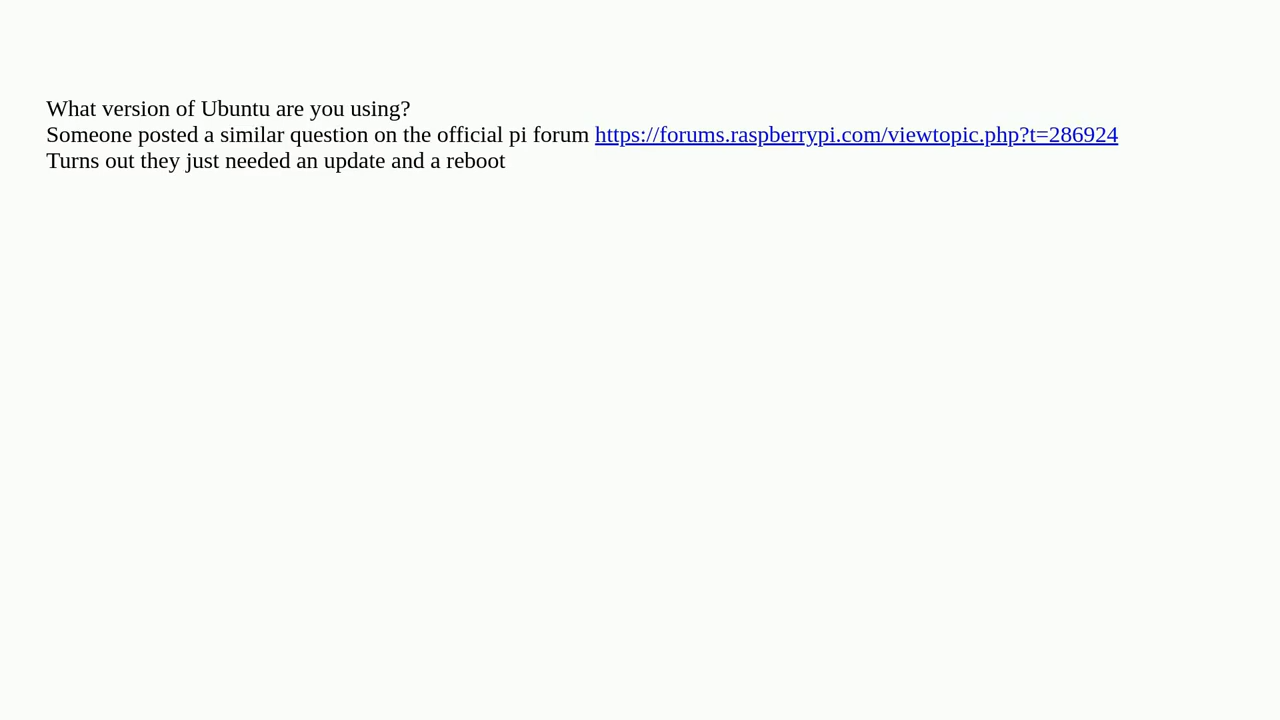 What version of Ubuntu are you using?
Someone posted a similar question on the official pi forum https://forums.raspberrypi.com/viewtopic.php?t=286924
Turns out they just needed an update and a reboot